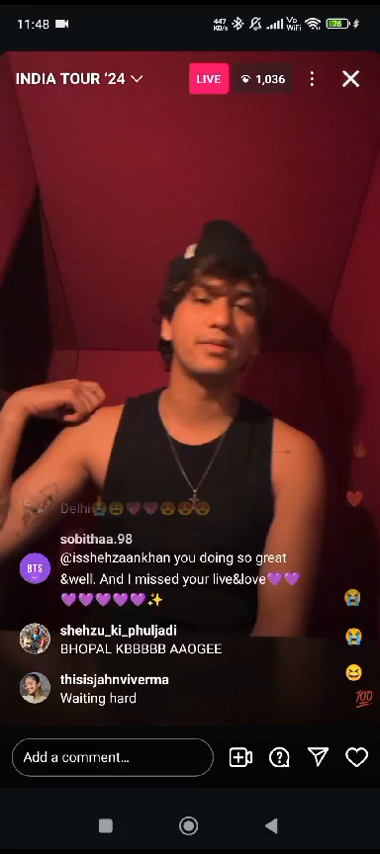 11:48
447
KB/s
Vo
WiFi
76
INDIA TOUR '24
LIVE
1,036
Delhi😭😩💜💜😍😍😍
sobithaa.98
BTS
@isshehzaankhan you doing so great
&well. And I missed your live&love💜💜
💜💜💜💜💜✨
shehzu_ki_phuljadi
BHOPAL KBBBBB AAOGEE
thisisjahnviverma
Waiting hard
💯
Add a comment…